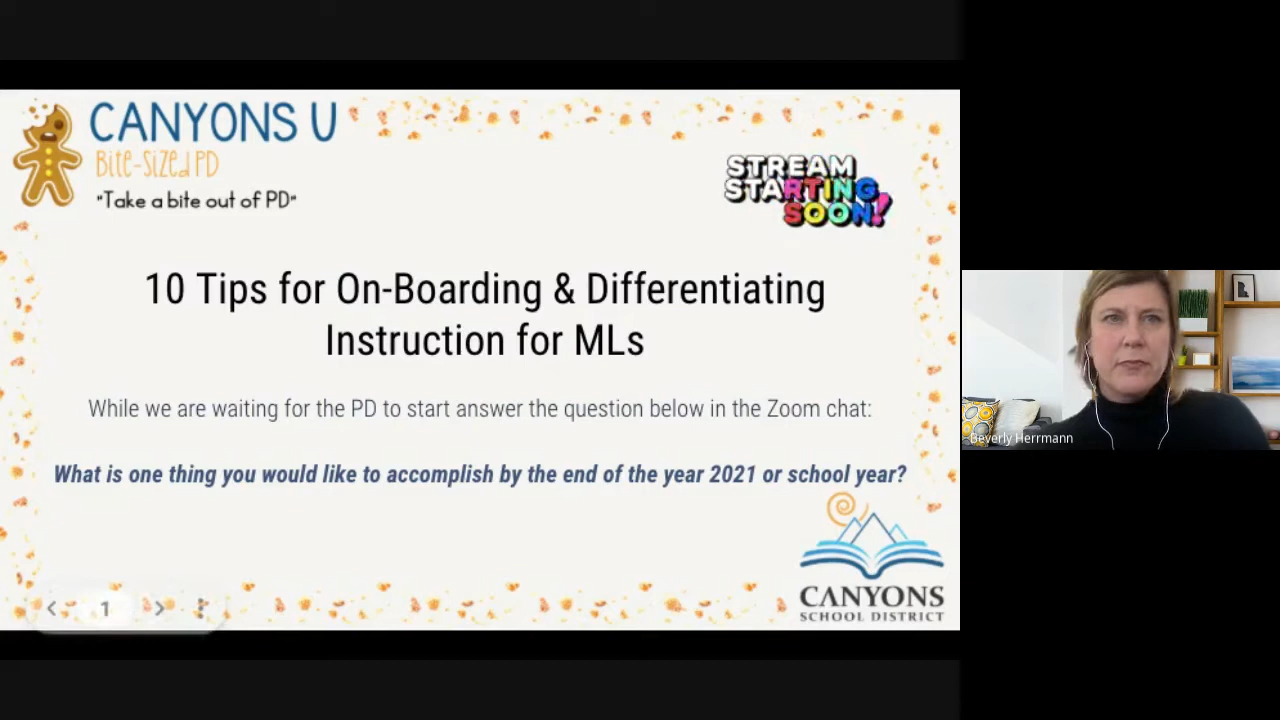 CANYONS U
Bite-Sized PD
"Take a bite out of PD"
STREAM
STARTING
SOON!
10 Tips for On-Boarding & Differentiating
Instruction for MLs
While we are waiting for the PD to start answer the question below in the Zoom chat:
What is one thing you would like to accomplish by the end of the year 2021 or school year?
CANYONS
SCHOOL DISTRICT
1
Beverly Herrmann